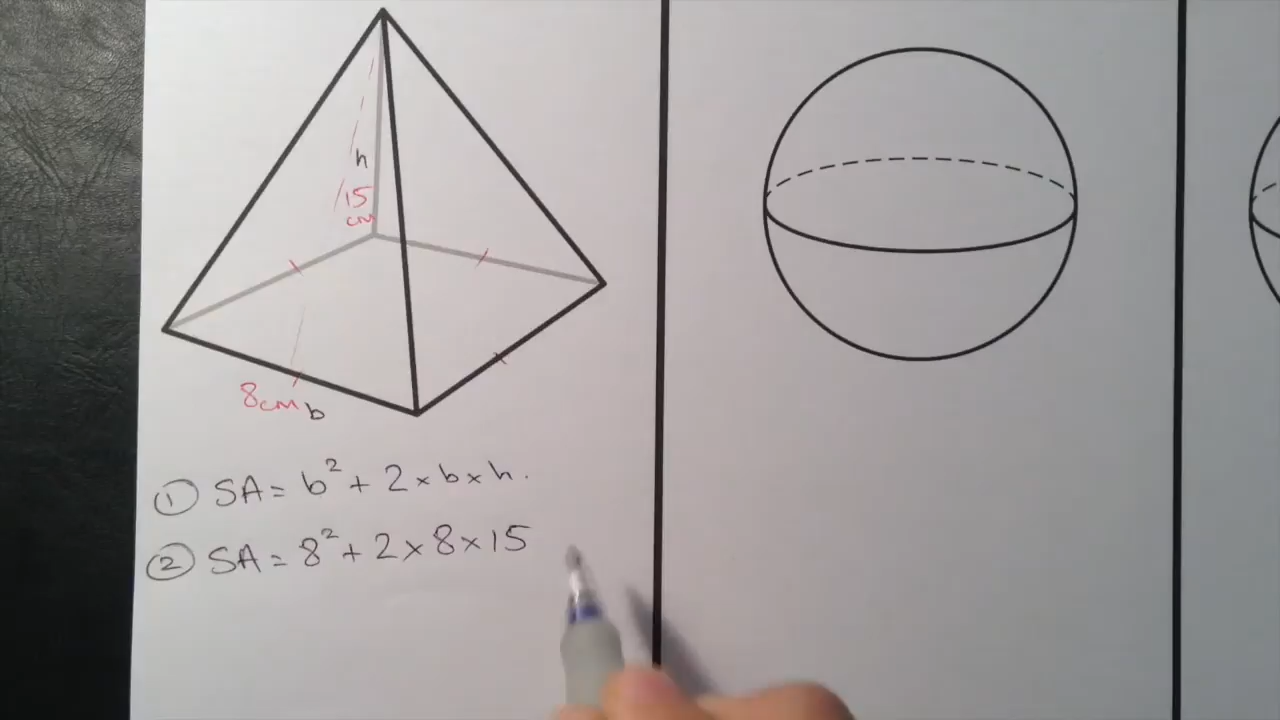 h
15
cm
8cm b
① SA = b² + 2 × b × h.
② SA = 8² + 2 × 8 × 15